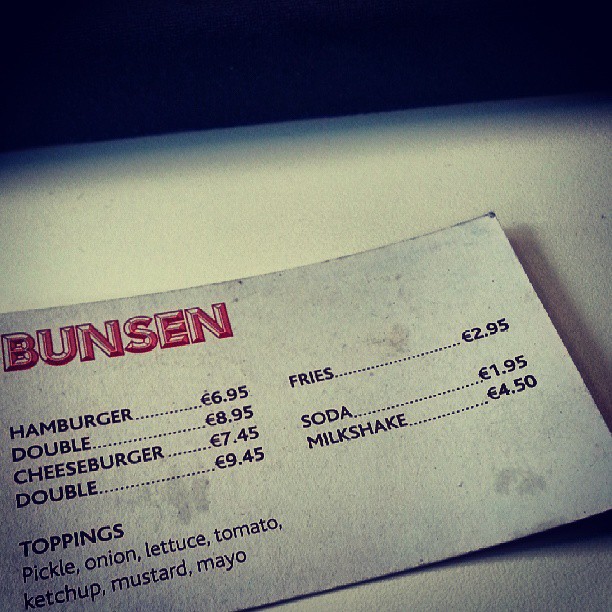 BUNSEN
HAMBURGER............€6.95
DOUBLE.....................€8.95
CHEESEBURGER........€7.45
DOUBLE.....................€9.45
FRIES.......................€2.95
SODA.......................€1.95
MILKSHAKE..............€4.50
TOPPINGS
Pickle, onion, lettuce, tomato,
ketchup, mustard, mayo